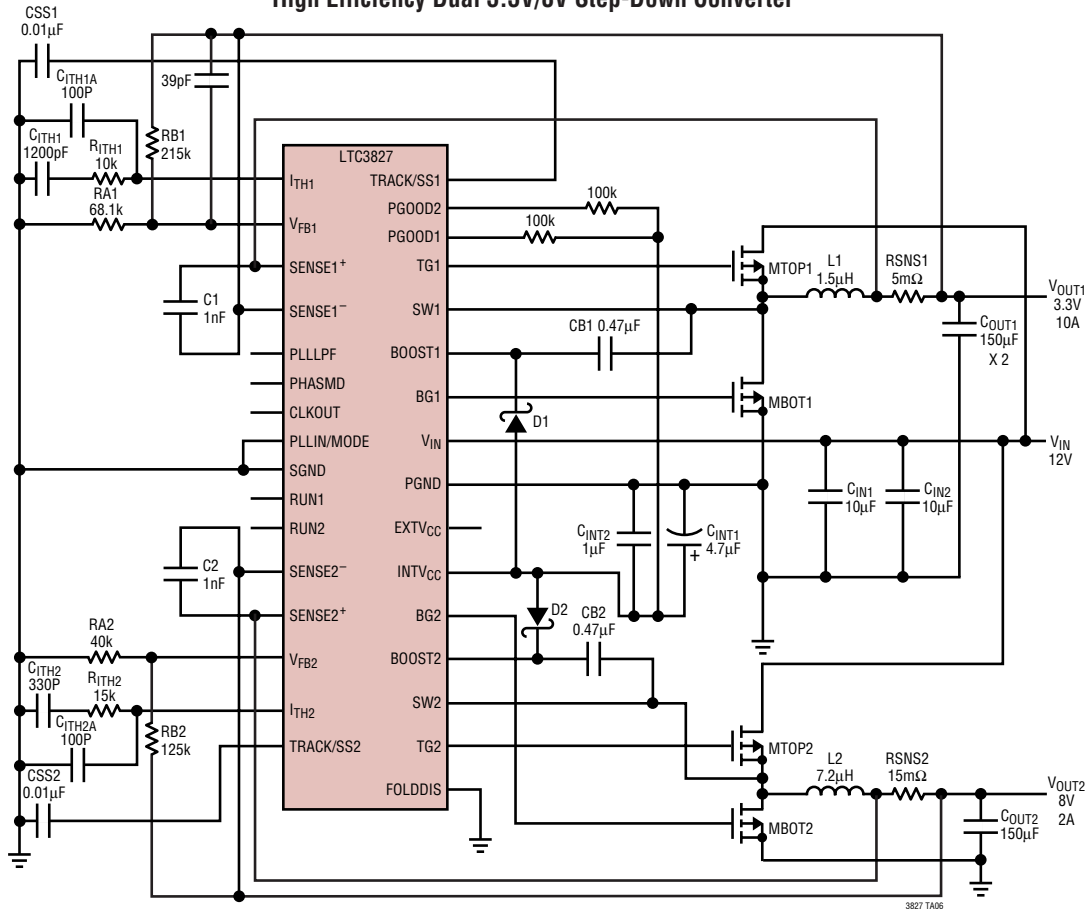 High Efficiency Dual 3.3V/8V Step-Down Converter
CSS1
0.01µF
39pF
CITH1A
100P
CITH1
1200pF
RITH1
10k
RB1
215k
RA1
68.1k
C1
1nF
C2
1nF
RA2
40k
CITH2
330P
RITH2
15k
CITH2A
100P
RB2
125k
CSS2
0.01µF
LTC3827
ITH1
VFB1
SENSE1+
SENSE1–
PLLLPF
PHASMD
CLKOUT
PLLIN/MODE
SGND
RUN1
RUN2
SENSE2–
SENSE2+
VFB2
ITH2
TRACK/SS2
TRACK/SS1
PGOOD2
PGOOD1
TG1
SW1
BOOST1
BG1
VIN
PGND
EXTVCC
INTVCC
BG2
BOOST2
SW2
TG2
FOLDDIS
100k
100k
CB1 0.47µF
D1
D2
CB2
0.47µF
CINT2
1µF
CINT1
4.7µF
+
MTOP1
MBOT1
L1
1.5µH
RSNS1
5mΩ
VOUT1
3.3V
10A
COUT1
150µF
X 2
VIN
12V
CIN1
10µF
CIN2
10µF
MTOP2
MBOT2
L2
7.2µH
RSNS2
15mΩ
VOUT2
8V
2A
COUT2
150µF
3827 TA06